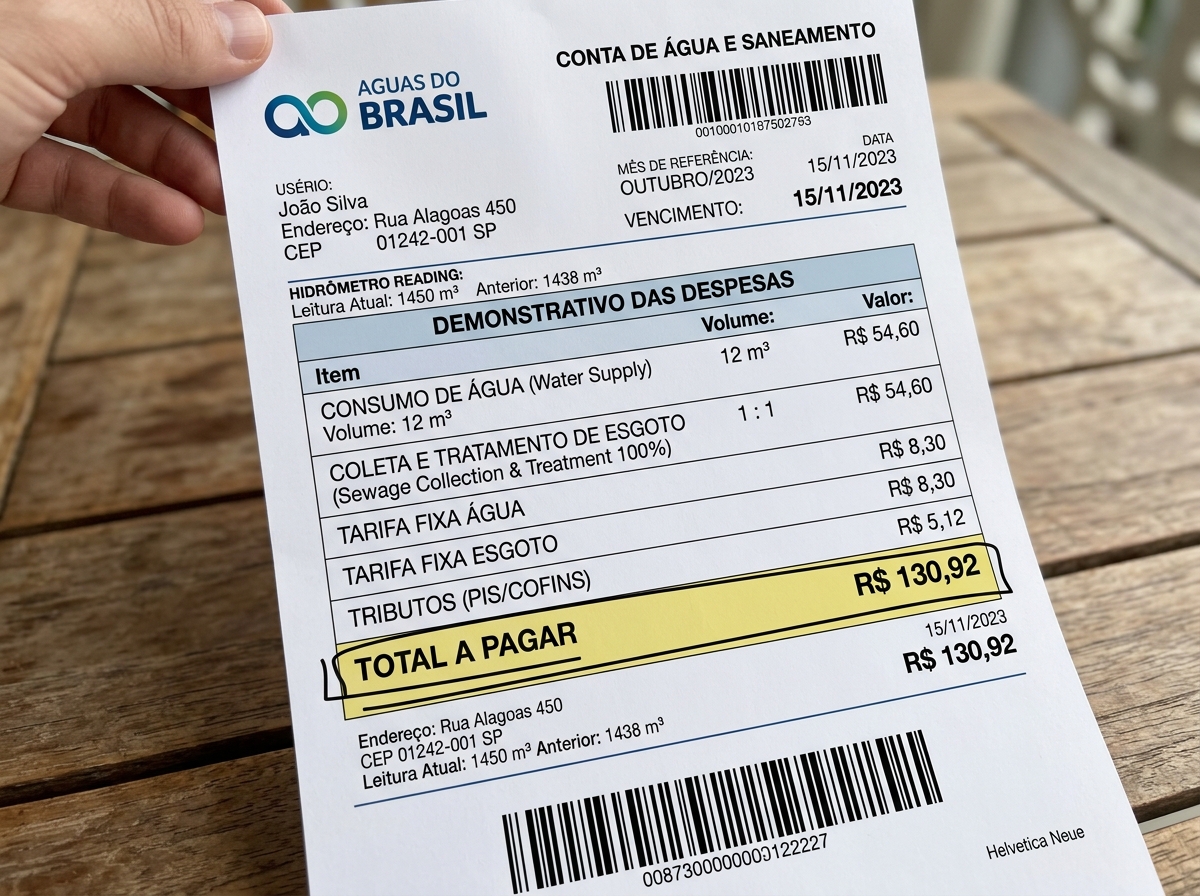 AGUAS DO
BRASIL
CONTA DE ÁGUA E SANEAMENTO
00100010187502753
USÉRIO:
João Silva
Endereço: Rua Alagoas 450
CEP 01242-001 SP
MÊS DE REFERÊNCIA:
OUTUBRO/2023
DATA
15/11/2023
VENCIMENTO: 15/11/2023
HIDRÔMETRO READING:
Leitura Atual: 1450 m³ Anterior: 1438 m³
DEMONSTRATIVO DAS DESPESAS
Item Volume: Valor:
CONSUMO DE ÁGUA (Water Supply) 12 m³ R$ 54,60
Volume: 12 m³
COLETA E TRATAMENTO DE ESGOTO 1 : 1 R$ 54,60
(Sewage Collection & Treatment 100%)
TARIFA FIXA ÁGUA R$ 8,30
TARIFA FIXA ESGOTO R$ 8,30
TRIBUTOS (PIS/COFINS) R$ 5,12
TOTAL A PAGAR R$ 130,92
15/11/2023
R$ 130,92
Endereço: Rua Alagoas 450
CEP 01242-001 SP
Leitura Atual: 1450 m³ Anterior: 1438 m³
0087300000000122227
Helvetica Neue